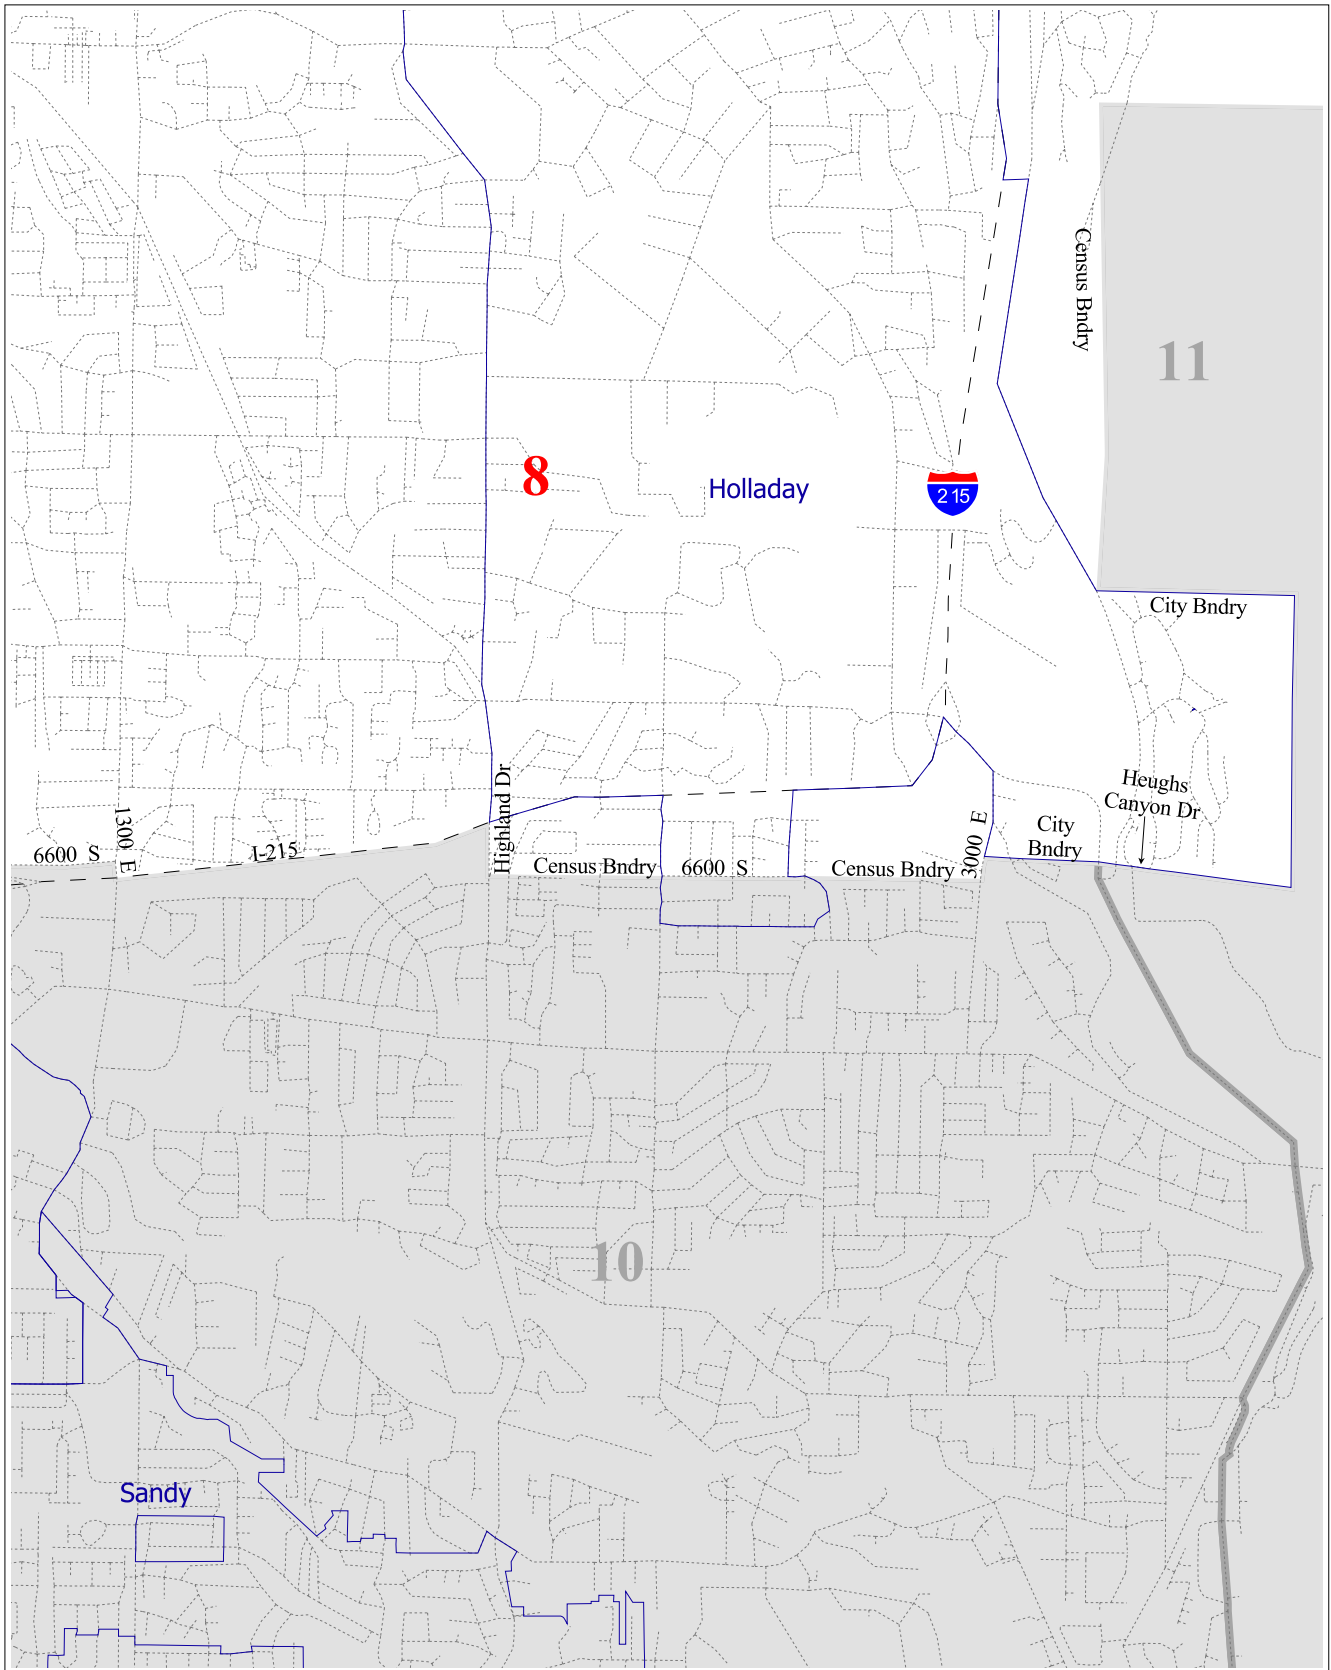 Census Bndry
11
8
Holladay
215
City Bndry
Heughs
Canyon Dr
City
Bndry
Highland Dr
1300 E
3000 E
6600 S
I-215
Census Bndry
6600 S
Census Bndry
10
Sandy